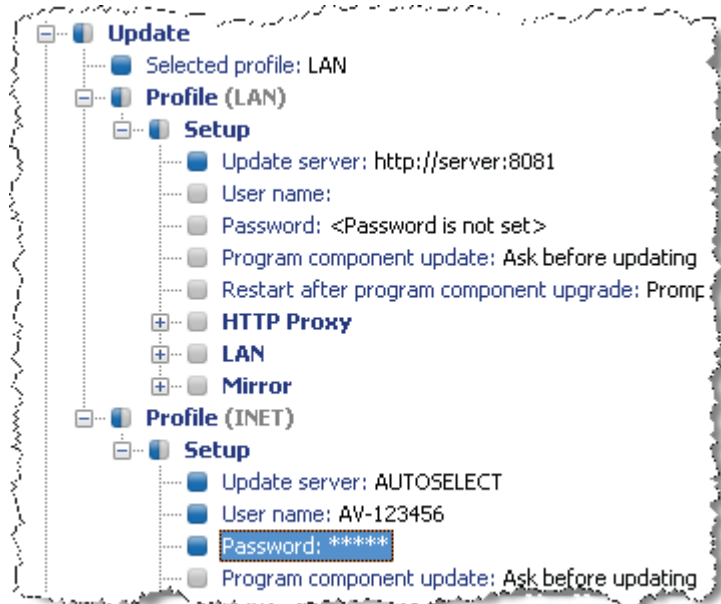 Update
Selected profile: LAN
Profile (LAN)
Setup
Update server: http://server:8081
User name:
Password: <Password is not set>
Program component update: Ask before updating
Restart after program component upgrade: Promp
HTTP Proxy
LAN
Mirror
Profile (INET)
Setup
Update server: AUTOSELECT
User name: AV-123456
Password: *****
Program component update: Ask before updating